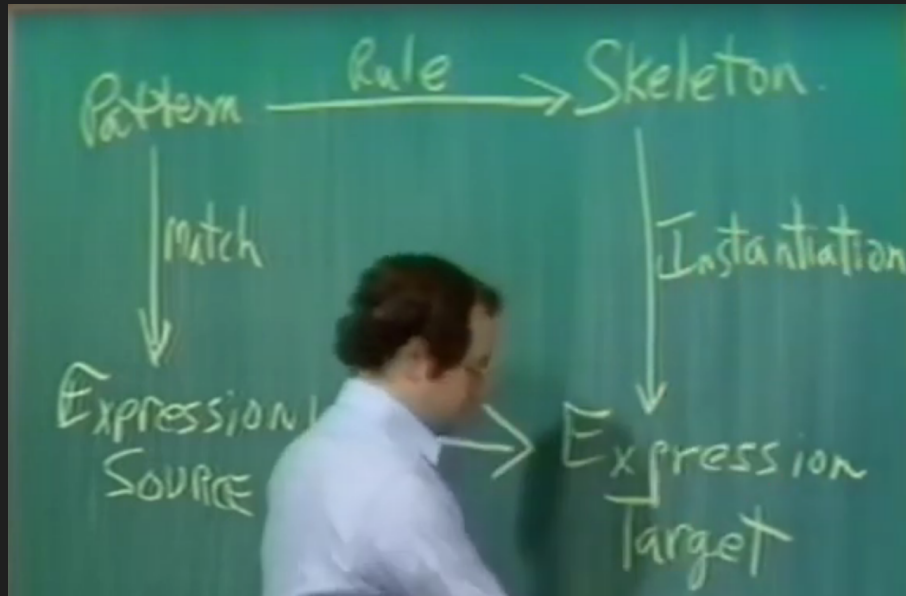 Rule
Pattern
Skeleton
Match
Instantiation
Expression
SOURCE
Expression
Target